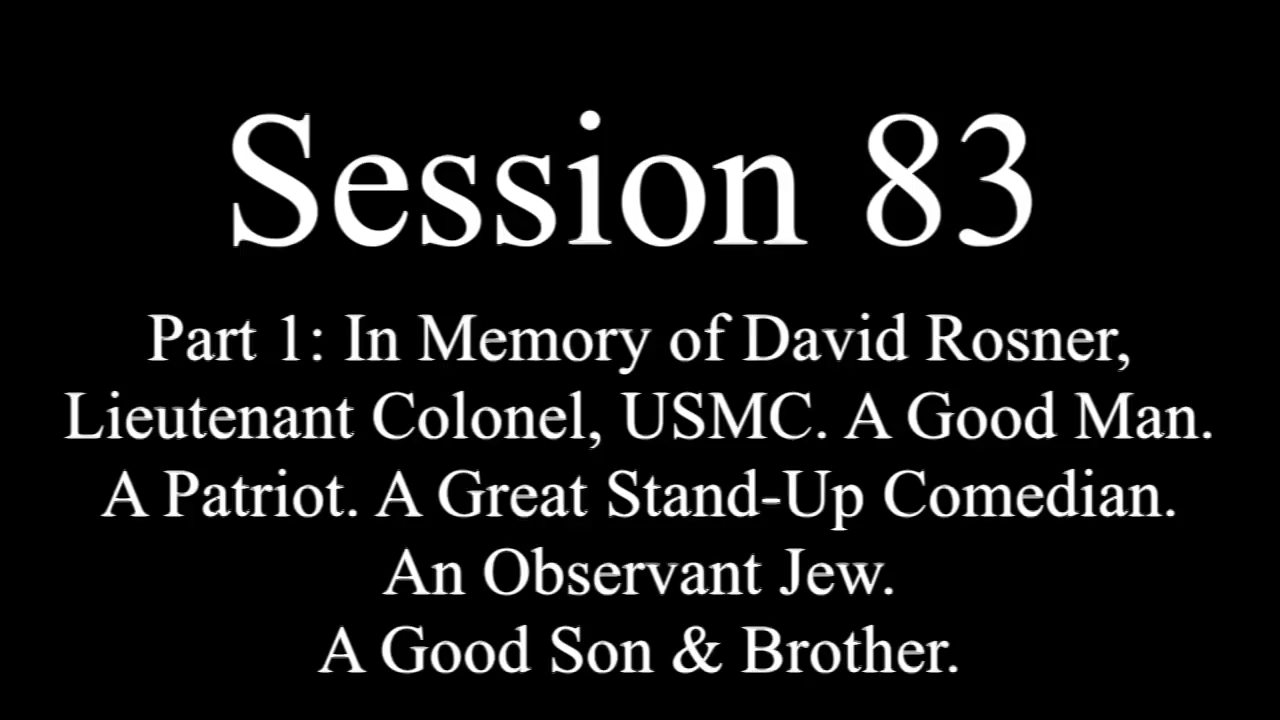 Session 83
Part 1: In Memory of David Rosner,
Lieutenant Colonel, USMC. A Good Man.
A Patriot. A Great Stand-Up Comedian.
An Observant Jew.
A Good Son & Brother.